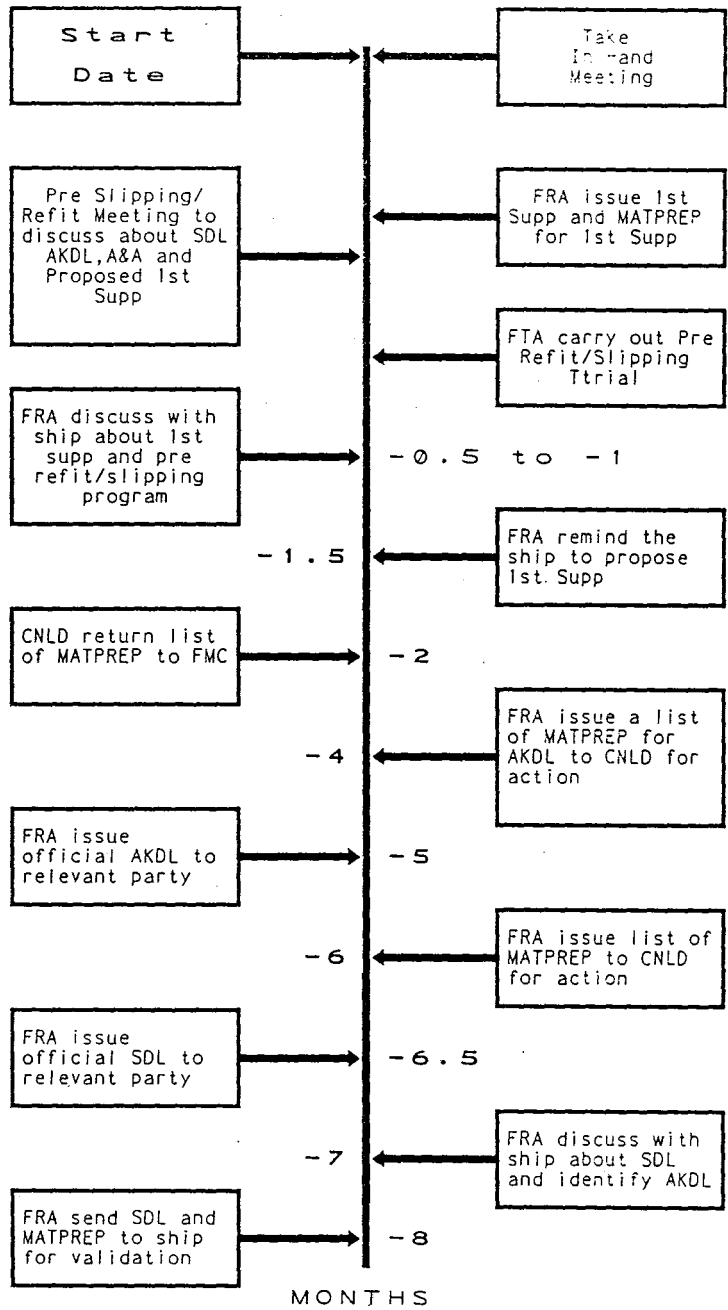 Start
Date
Take
In-hand
Meeting
Pre Slipping/
Refit Meeting to
discuss about SDL
AKDL,A&A and
Proposed 1st
Supp
FRA issue 1st
Supp and MATPREP
for 1st Supp
FTA carry out Pre
Refit/Slipping
Ttrial
FRA discuss with
ship about 1st
supp and pre
refit/slipping
program
-0.5 to -1
-1.5
FRA remind the
ship to propose
1st Supp
CNLD return list
of MATPREP to FMC
-2
-4
FRA issue a list
of MATPREP for
AKDL to CNLD for
action
FRA issue
official AKDL to
relevant party
-5
-6
FRA issue list of
MATPREP to CNLD
for action
FRA issue
official SDL to
relevant party
-6.5
-7
FRA discuss with
ship about SDL
and identify AKDL
FRA send SDL and
MATPREP to ship
for validation
-8
MONTHS